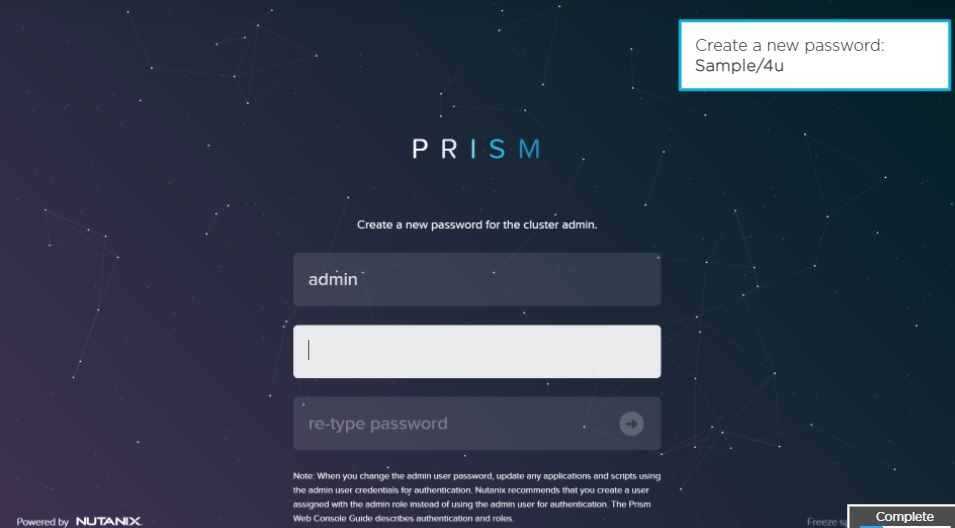 Create a new password:
Sample/4u
PRISM
Create a new password for the cluster admin.
admin
re-type password
Note: When you change the admin user password, update any applications and scripts using
the admin user credentials for authentication. Nutanix recommends that you create a user
assigned with the admin role instead of using the admin user for authentication. The Prism
Web Console Guide describes authentication and roles.
Powered by NUTANIX
Freeze
Complete